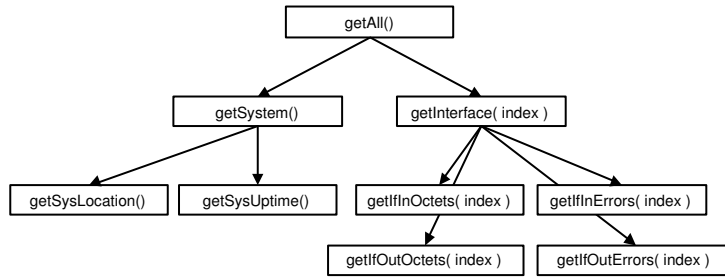 getAll()
getSystem()
getInterface( index )
getSysLocation()
getSysUptime()
getIfInOctets( index )
getIfInErrors( index )
getIfOutOctets( index )
getIfOutErrors( index )